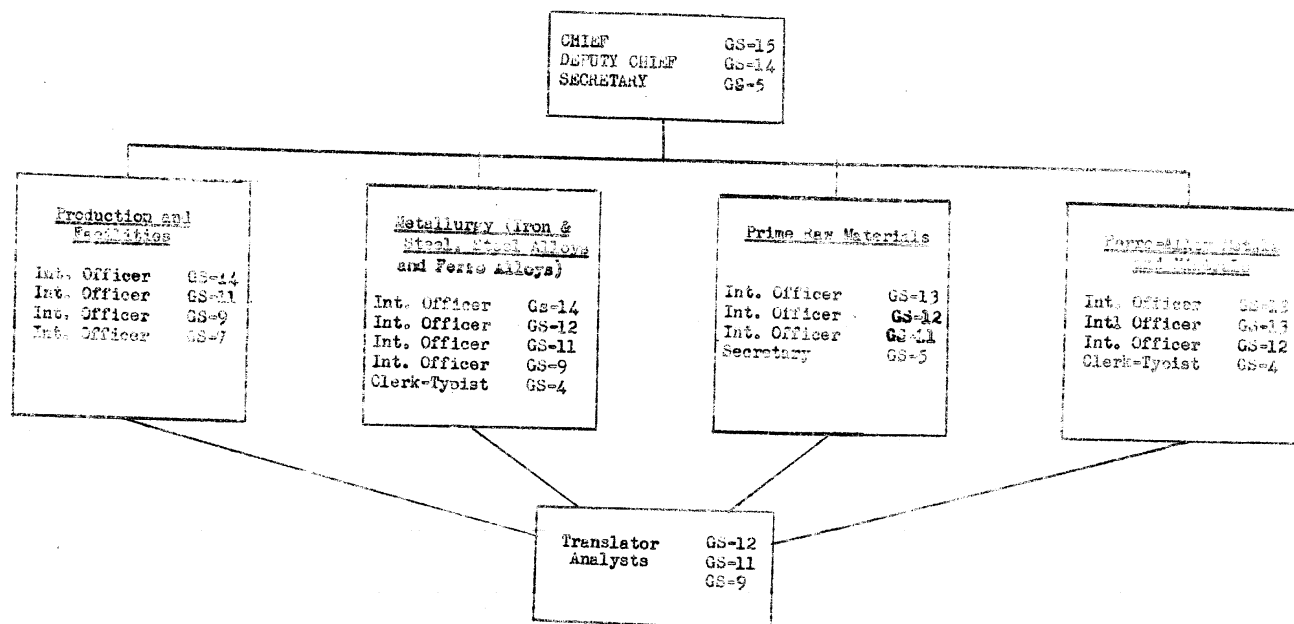 CHIEF GS-15
DEPUTY CHIEF GS-14
SECRETARY GS-5
Production and
Facilities
Int. Officer GS-14
Int. Officer GS-11
Int. Officer GS-9
Int. Officer GS-7
Metallurgy (Iron &
Steel, Steel Alloys
and Ferro Alloys)
Int. Officer Gs-14
Int. Officer GS-12
Int. Officer GS-11
Int. Officer GS-9
Clerk-Typist GS-4
Prime Raw Materials
Int. Officer GS-13
Int. Officer GS-12
Int. Officer GS-11
Secretary GS-5
Ferro-Alloy Metals
and
Int. Officer
Intl Officer GS-13
Int. Officer GS-12
Clerk-Typist GS-4
Translator GS-12
Analysts GS-11
GS-9